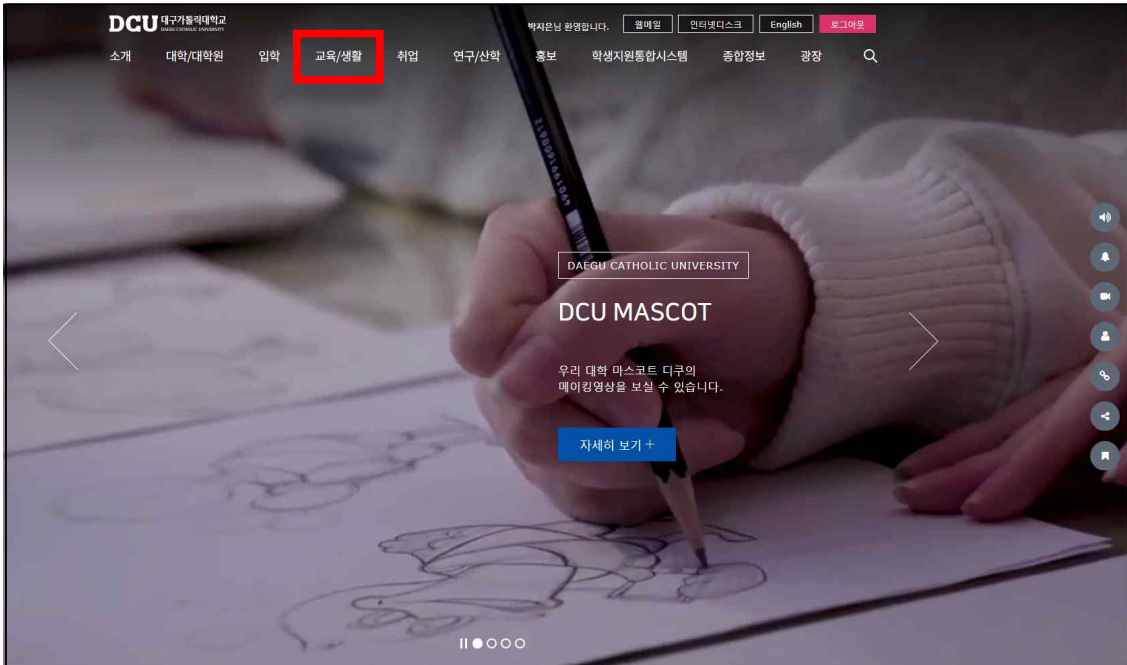 DCU 대구가톨릭대학교
DAEGU CATHOLIC UNIVERSITY
박지은님 환영합니다. 웹메일 인터넷디스크 English 로그아웃
소개 대학/대학원 입학 교육/생활 취업 연구/산학 홍보 학생지원통합시스템 종합정보 광장
DAEGU CATHOLIC UNIVERSITY
DCU MASCOT
우리 대학 마스코트 디쿠의
메이킹영상을 보실 수 있습니다.
자세히 보기 +